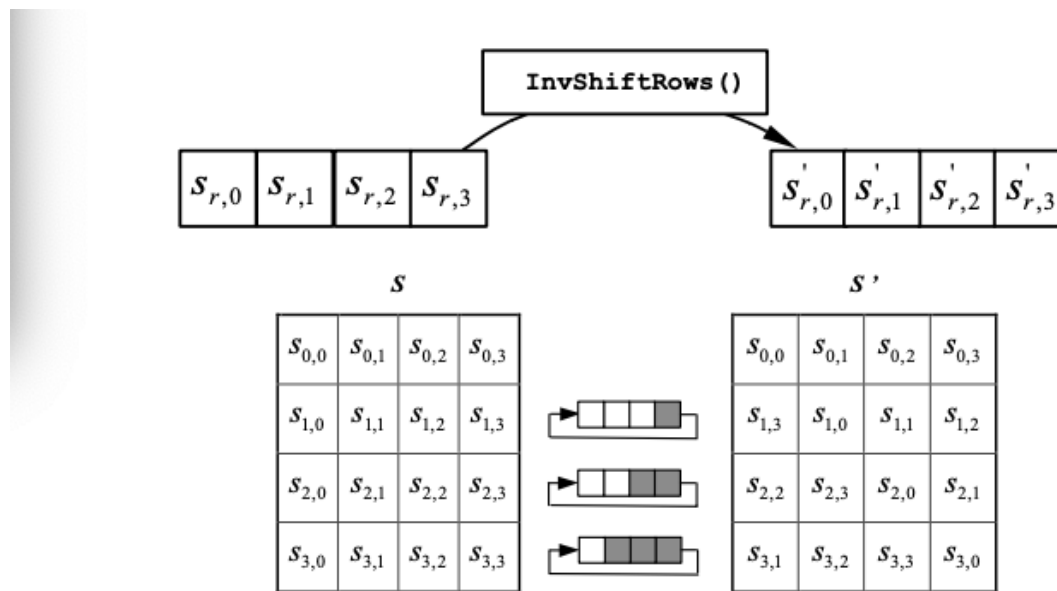 InvShiftRows()
s_{r,0} s_{r,1} s_{r,2} s_{r,3} s'_{r,0} s'_{r,1} s'_{r,2} s'_{r,3}
s s'
s_{0,0} s_{0,1} s_{0,2} s_{0,3} s_{0,0} s_{0,1} s_{0,2} s_{0,3}
s_{1,0} s_{1,1} s_{1,2} s_{1,3} s_{1,3} s_{1,0} s_{1,1} s_{1,2}
s_{2,0} s_{2,1} s_{2,2} s_{2,3} s_{2,2} s_{2,3} s_{2,0} s_{2,1}
s_{3,0} s_{3,1} s_{3,2} s_{3,3} s_{3,1} s_{3,2} s_{3,3} s_{3,0}